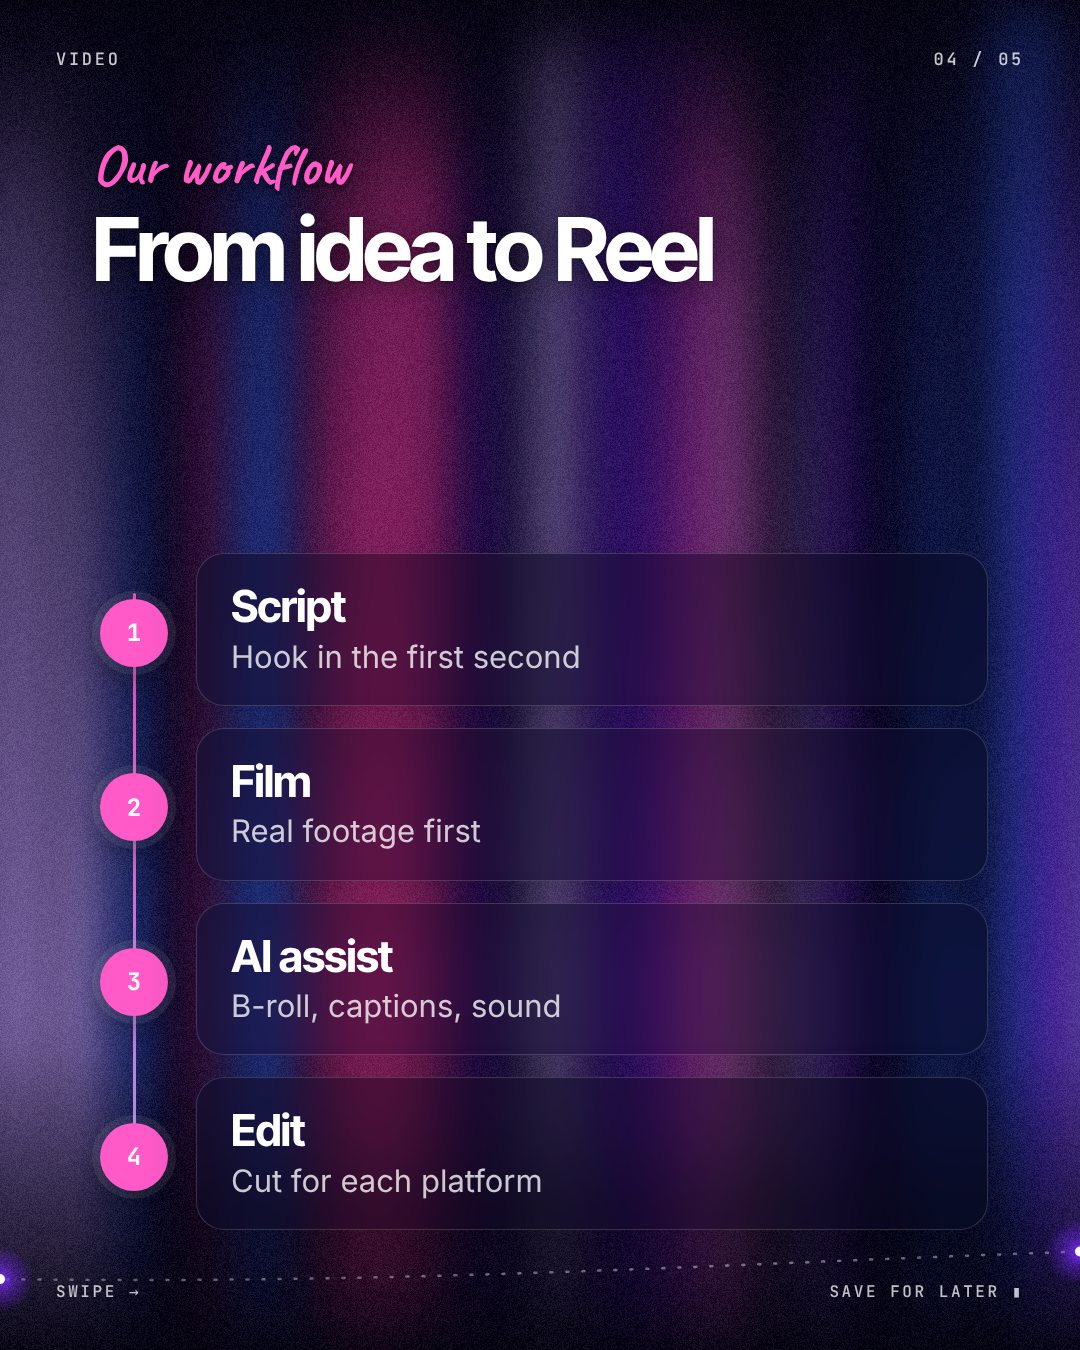 VIDEO
04 / 05
Our workflow
From idea to Reel
1
Script
Hook in the first second
2
Film
Real footage first
3
AI assist
B-roll, captions, sound
4
Edit
Cut for each platform
SWIPE →
SAVE FOR LATER ▮